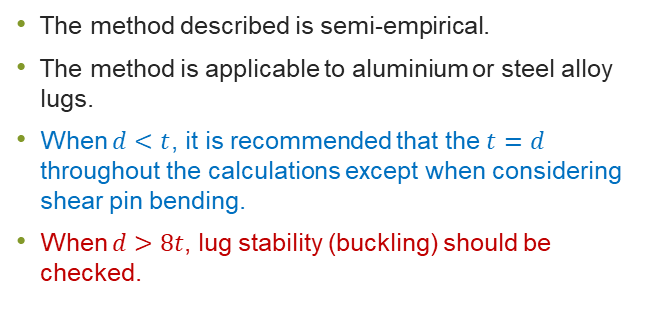 • The method described is semi-empirical.
• The method is applicable to aluminium or steel alloy
lugs.
• When d < t, it is recommended that the t = d
throughout the calculations except when considering
shear pin bending.
• When d > 8t, lug stability (buckling) should be
checked.